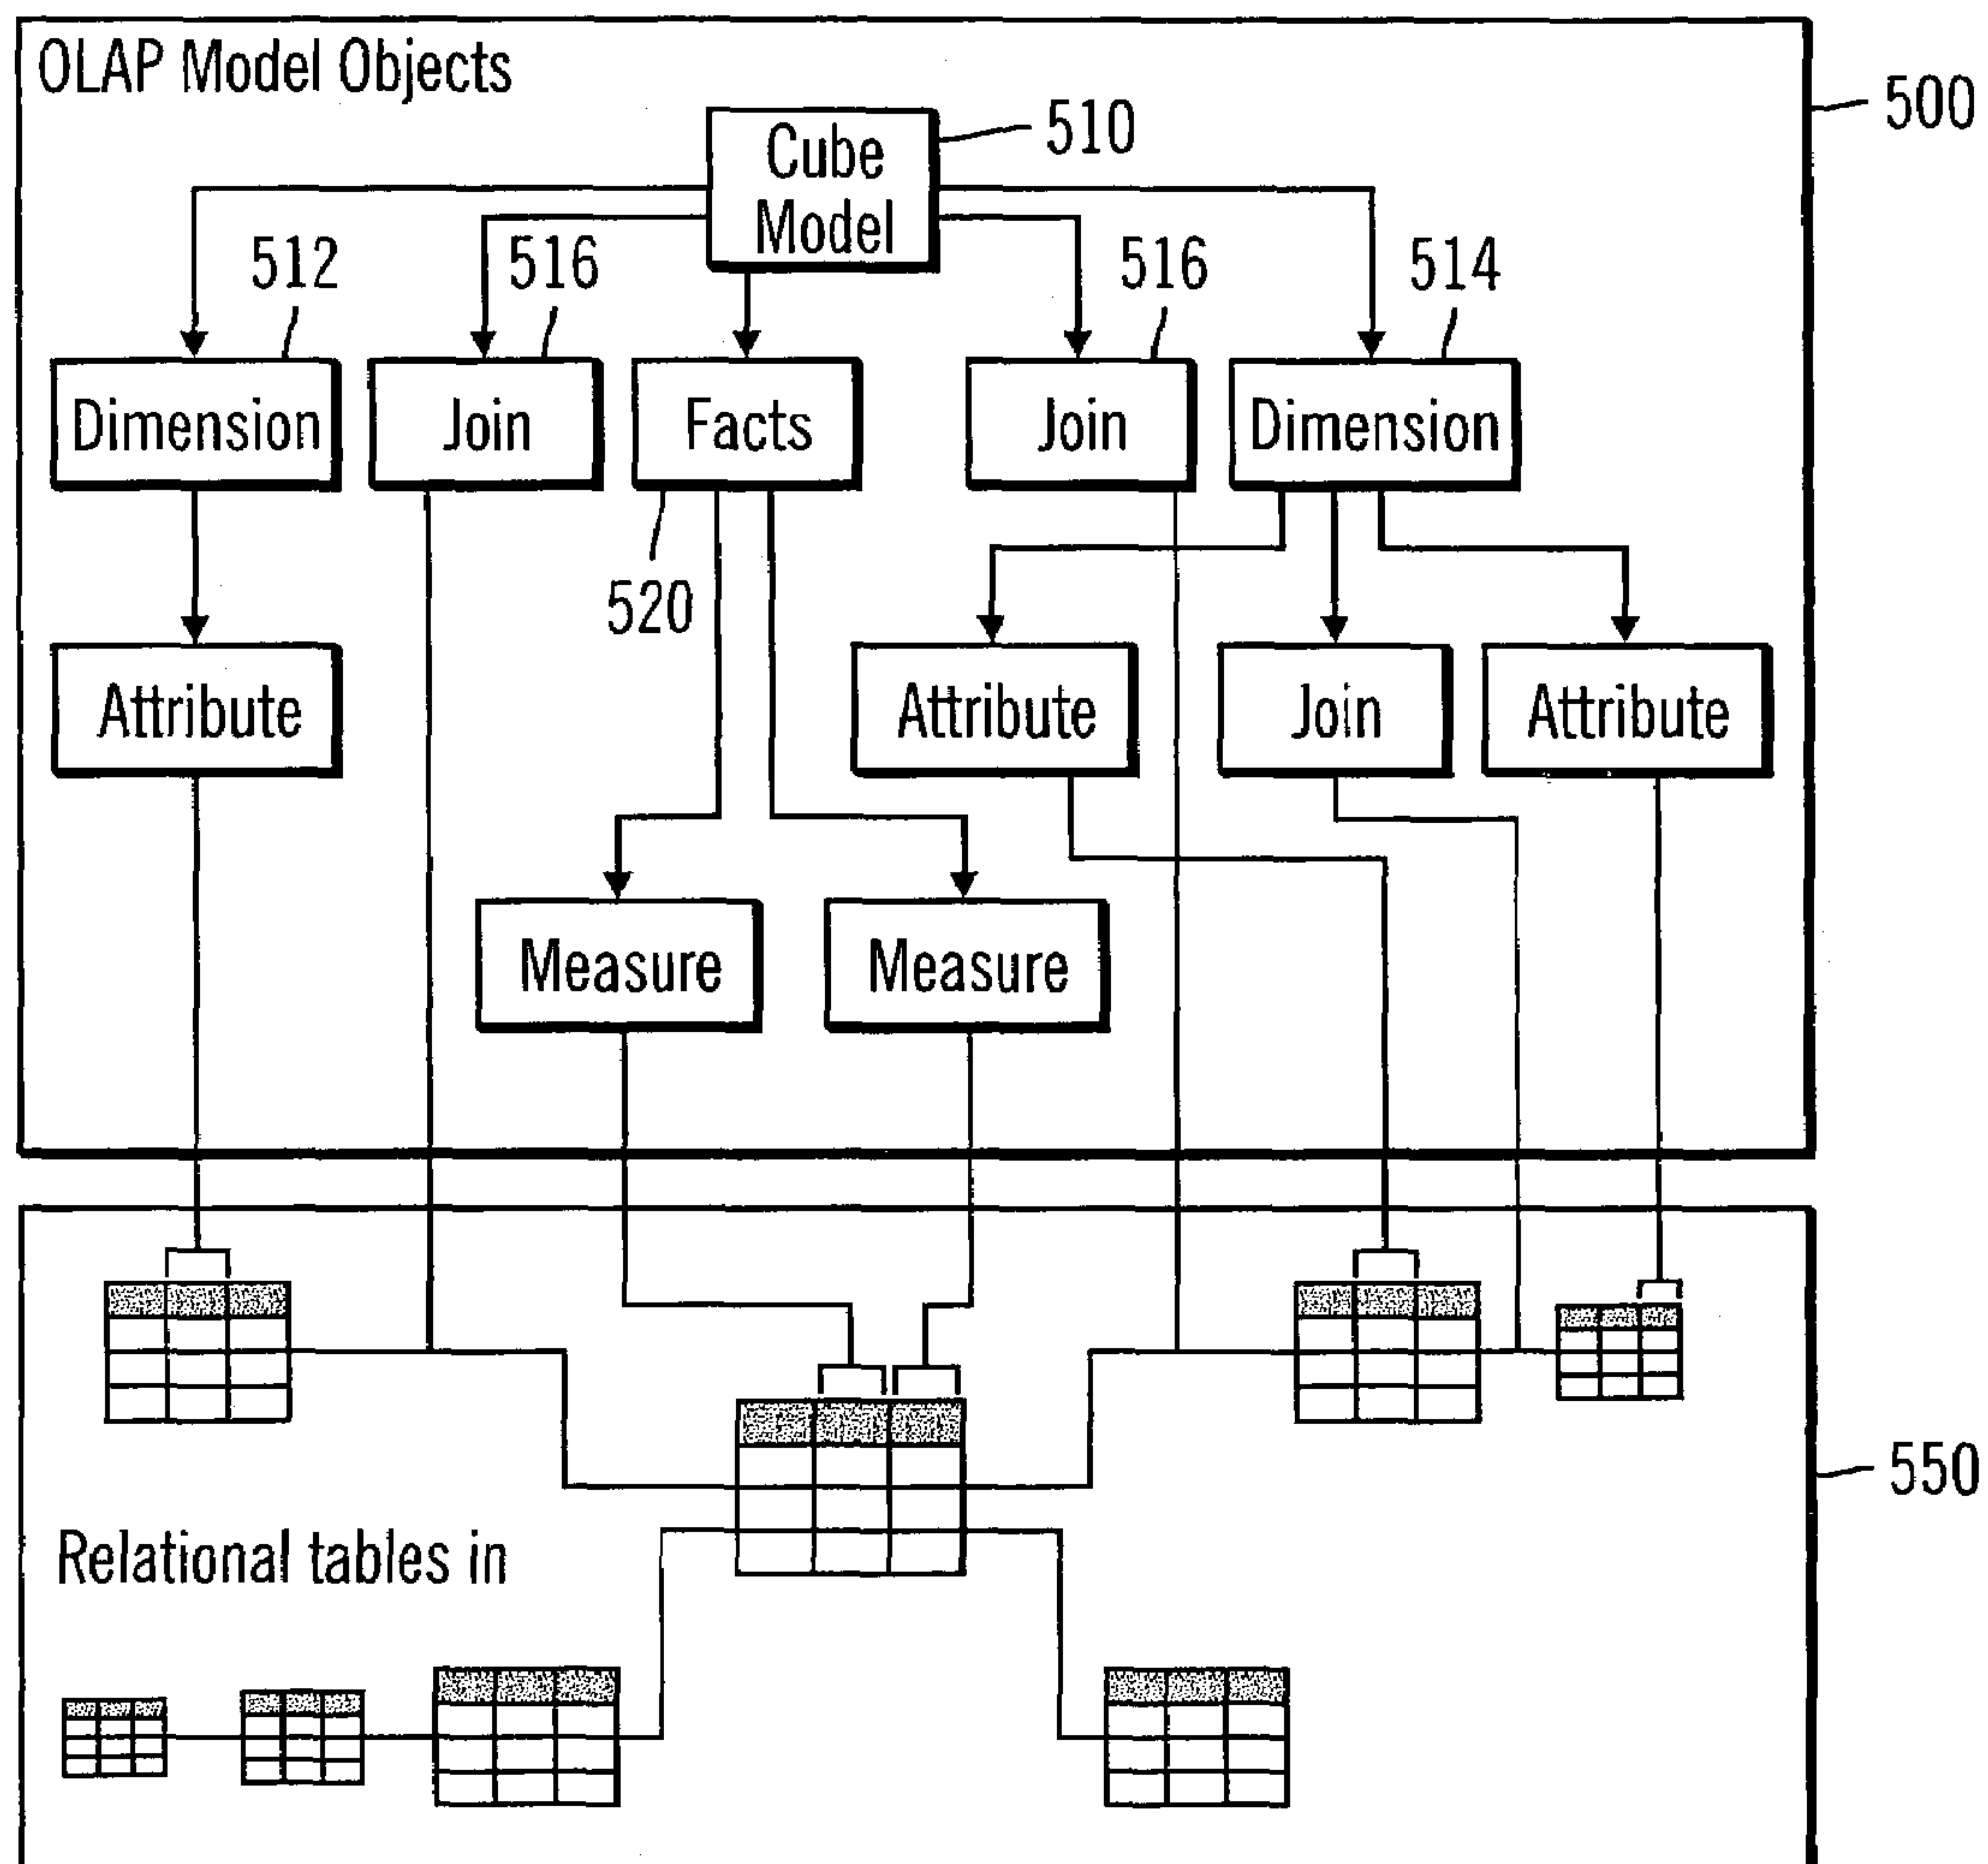 OLAP Model Objects
500
Cube
Model
510
512
516
516
514
Dimension
Join
Facts
Join
Dimension
520
Attribute
Attribute
Join
Attribute
Measure
Measure
550
Relational tables in